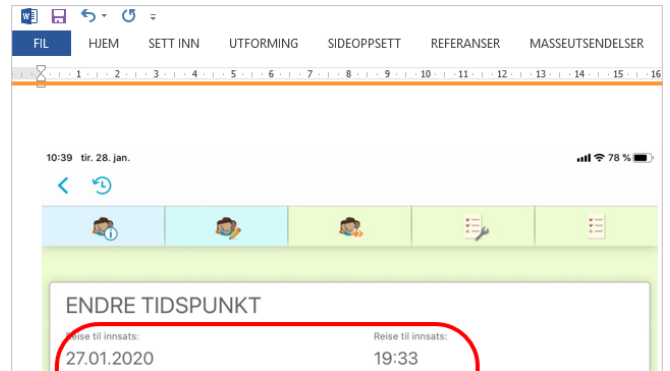 FIL HJEM SETT INN UTFORMING SIDEOPPSETT REFERANSER MASSEUTSENDELSER
1 2 3 4 5 6 7 8 9 10 11 12 13 14 15 16
10:39 tir. 28. jan. 78 %
ENDRE TIDSPUNKT
Reise til innsats: Reise til innsats:
27.01.2020 19:33